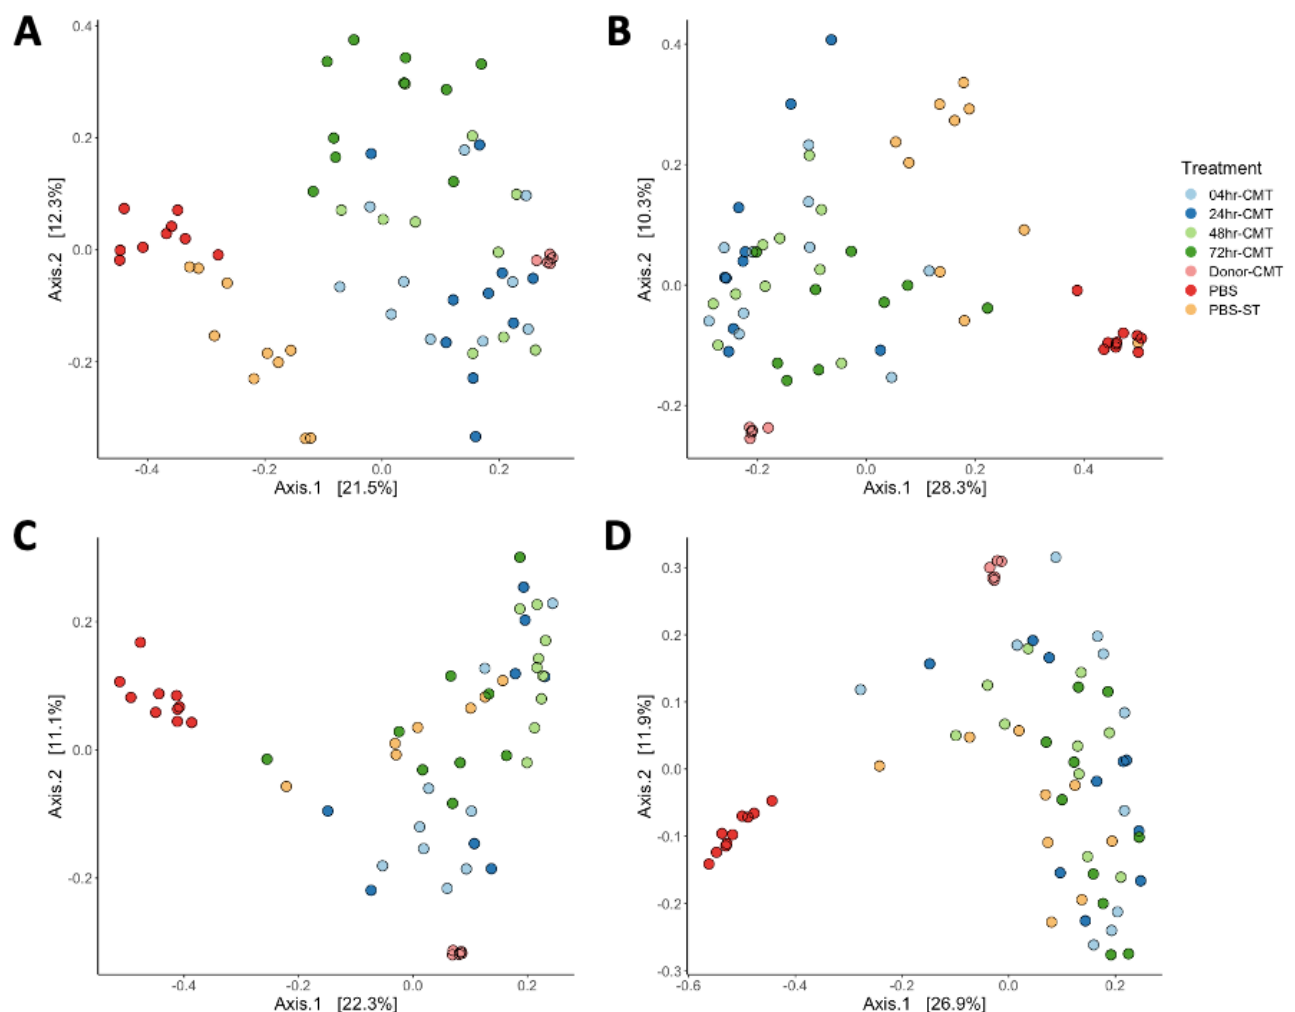 A
B
0.4
0.2
0.0
-0.2
Axis.2 [12.3%]
-0.4
-0.2
0.0
0.2
Axis.1 [21.5%]
0.4
0.2
0.0
-0.2
Axis.2 [10.3%]
-0.2
0.0
0.2
0.4
Axis.1 [28.3%]
Treatment
04hr-CMT
24hr-CMT
48hr-CMT
72hr-CMT
Donor-CMT
PBS
PBS-ST
C
D
0.2
0.0
-0.2
Axis.2 [11.1%]
-0.4
-0.2
0.0
0.2
Axis.1 [22.3%]
0.3
0.2
0.1
0.0
-0.1
-0.2
-0.3
Axis.2 [11.9%]
-0.6
-0.4
-0.2
0.0
0.2
Axis.1 [26.9%]